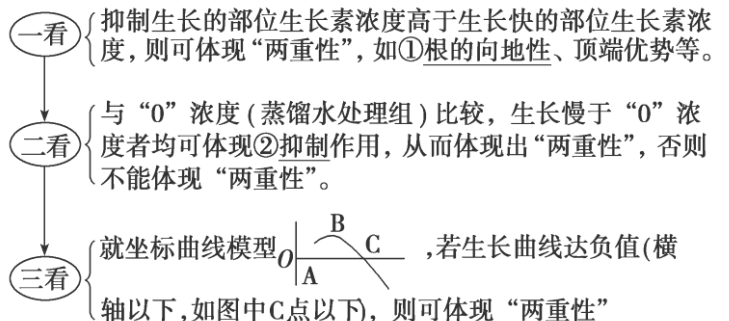 一看
抑制生长的部位生长素浓度高于生长快的部位生长素浓
度,则可体现“两重性”,如①根的向地性、顶端优势等。
二看
与“0”浓度(蒸馏水处理组)比较,生长慢于“0”浓
度者均可体现②抑制作用,从而体现出“两重性”,否则
不能体现“两重性”。
三看
就坐标曲线模型 O A B C ,若生长曲线达负值(横
轴以下,如图中C点以下),则可体现“两重性”